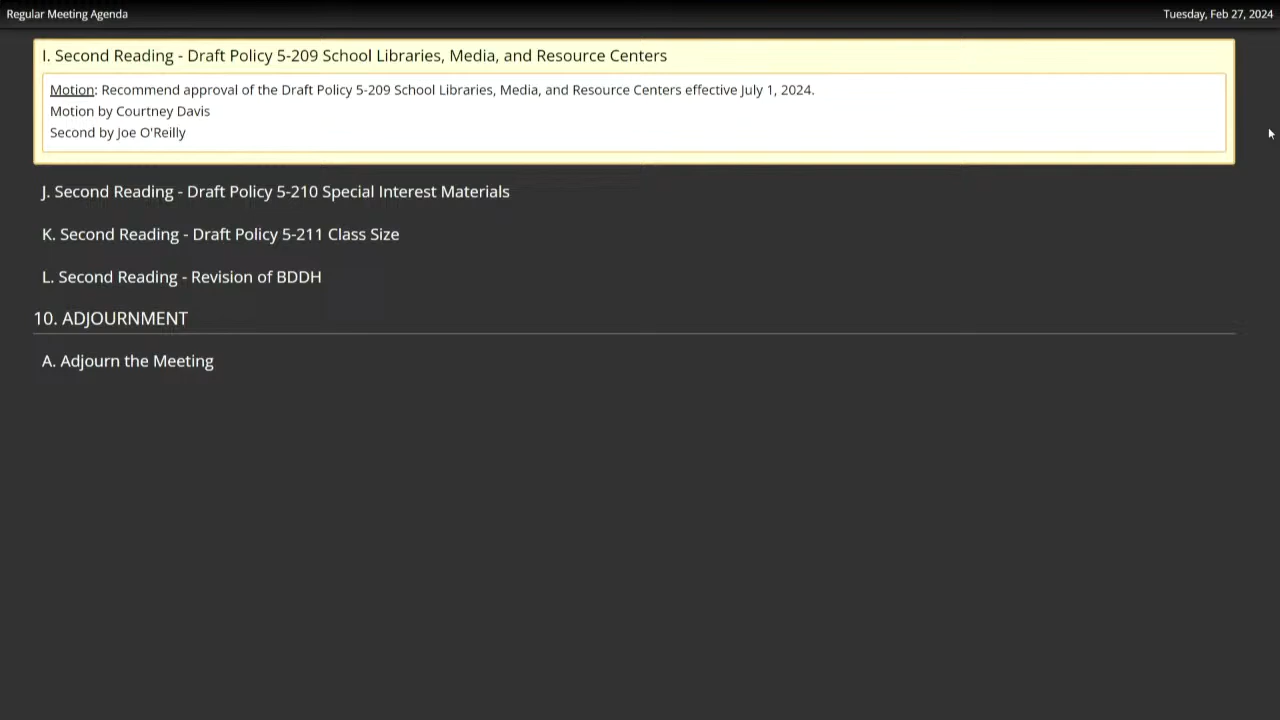 Regular Meeting Agenda
Tuesday, Feb 27, 2024
I. Second Reading - Draft Policy 5-209 School Libraries, Media, and Resource Centers
Motion: Recommend approval of the Draft Policy 5-209 School Libraries, Media, and Resource Centers effective July 1, 2024.
Motion by Courtney Davis
Second by Joe O'Reilly
J. Second Reading - Draft Policy 5-210 Special Interest Materials
K. Second Reading - Draft Policy 5-211 Class Size
L. Second Reading - Revision of BDDH
10. ADJOURNMENT
A. Adjourn the Meeting